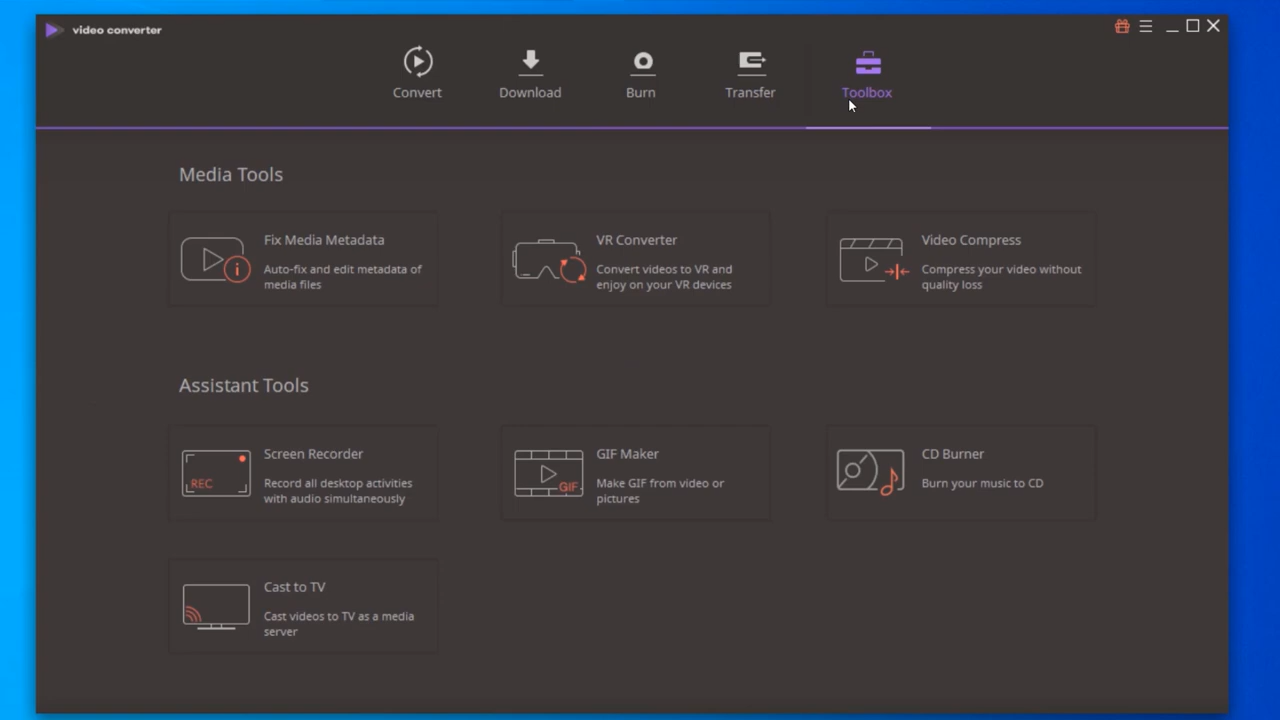 video converter
Convert
Download
Burn
Transfer
Toolbox
Media Tools
Fix Media Metadata
Auto-fix and edit metadata of
media files
VR Converter
Convert videos to VR and
enjoy on your VR devices
Video Compress
Compress your video without
quality loss
Assistant Tools
Screen Recorder
REC
Record all desktop activities
with audio simultaneously
GIF Maker
GIF
Make GIF from video or
pictures
CD Burner
Burn your music to CD
Cast to TV
Cast videos to TV as a media
server